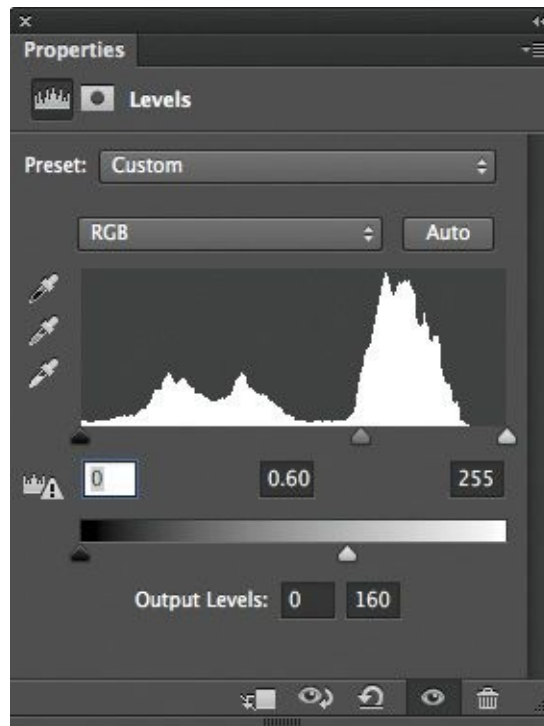 Properties
Levels
Preset: Custom
RGB Auto
0 0.60 255
Output Levels: 0 160